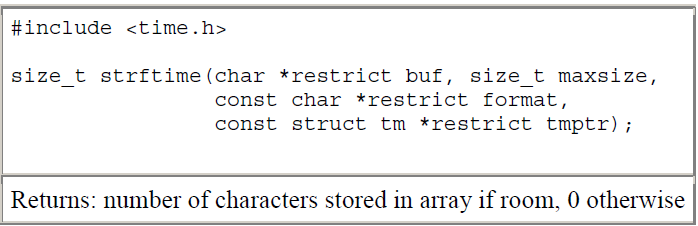 #include <time.h>
size_t strftime(char *restrict buf, size_t maxsize,
const char *restrict format,
const struct tm *restrict tmptr);
Returns: number of characters stored in array if room, 0 otherwise